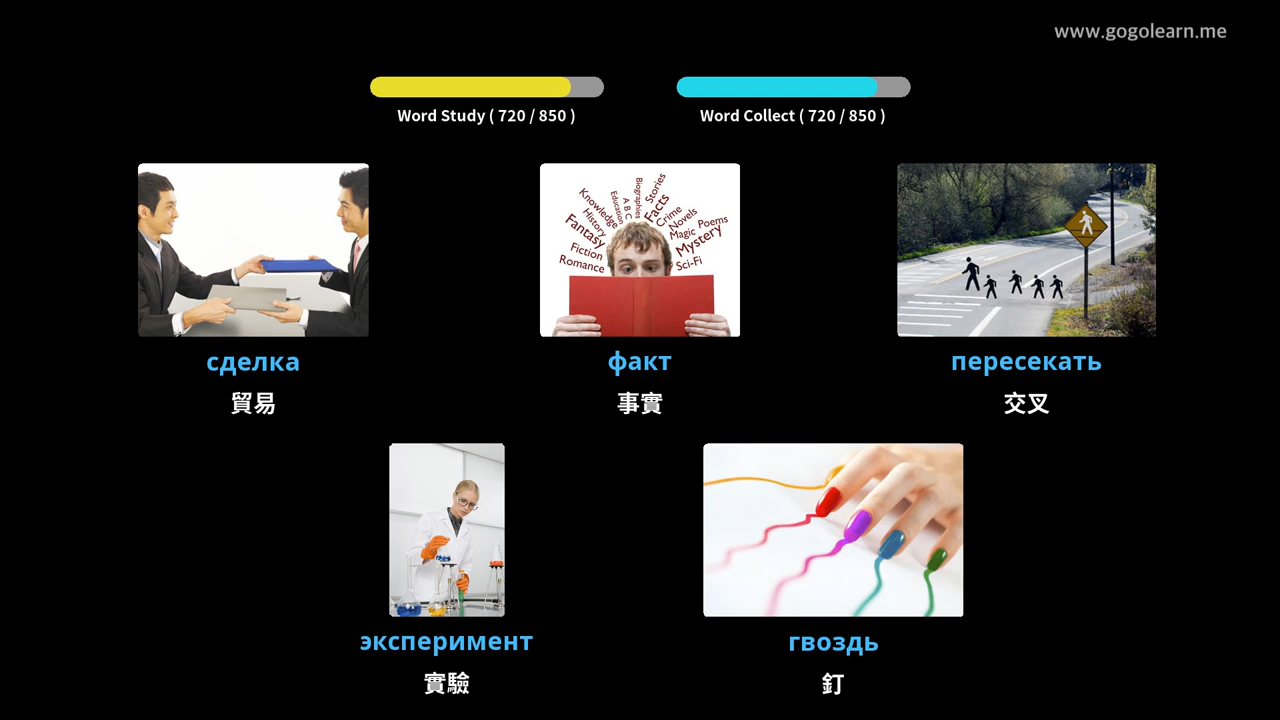 www.gogolearn.me
Word Study ( 720 / 850 )
Word Collect ( 720 / 850 )
Knowledge
Education
A B C
Biographies
Stories
Facts
History
Crime
Novels
Fantasy
Magic
Poems
Fiction
Mystery
Romance
Sci-Fi
сделка
факт
пересекать
貿易
事實
交叉
эксперимент
гвоздь
實驗
釘